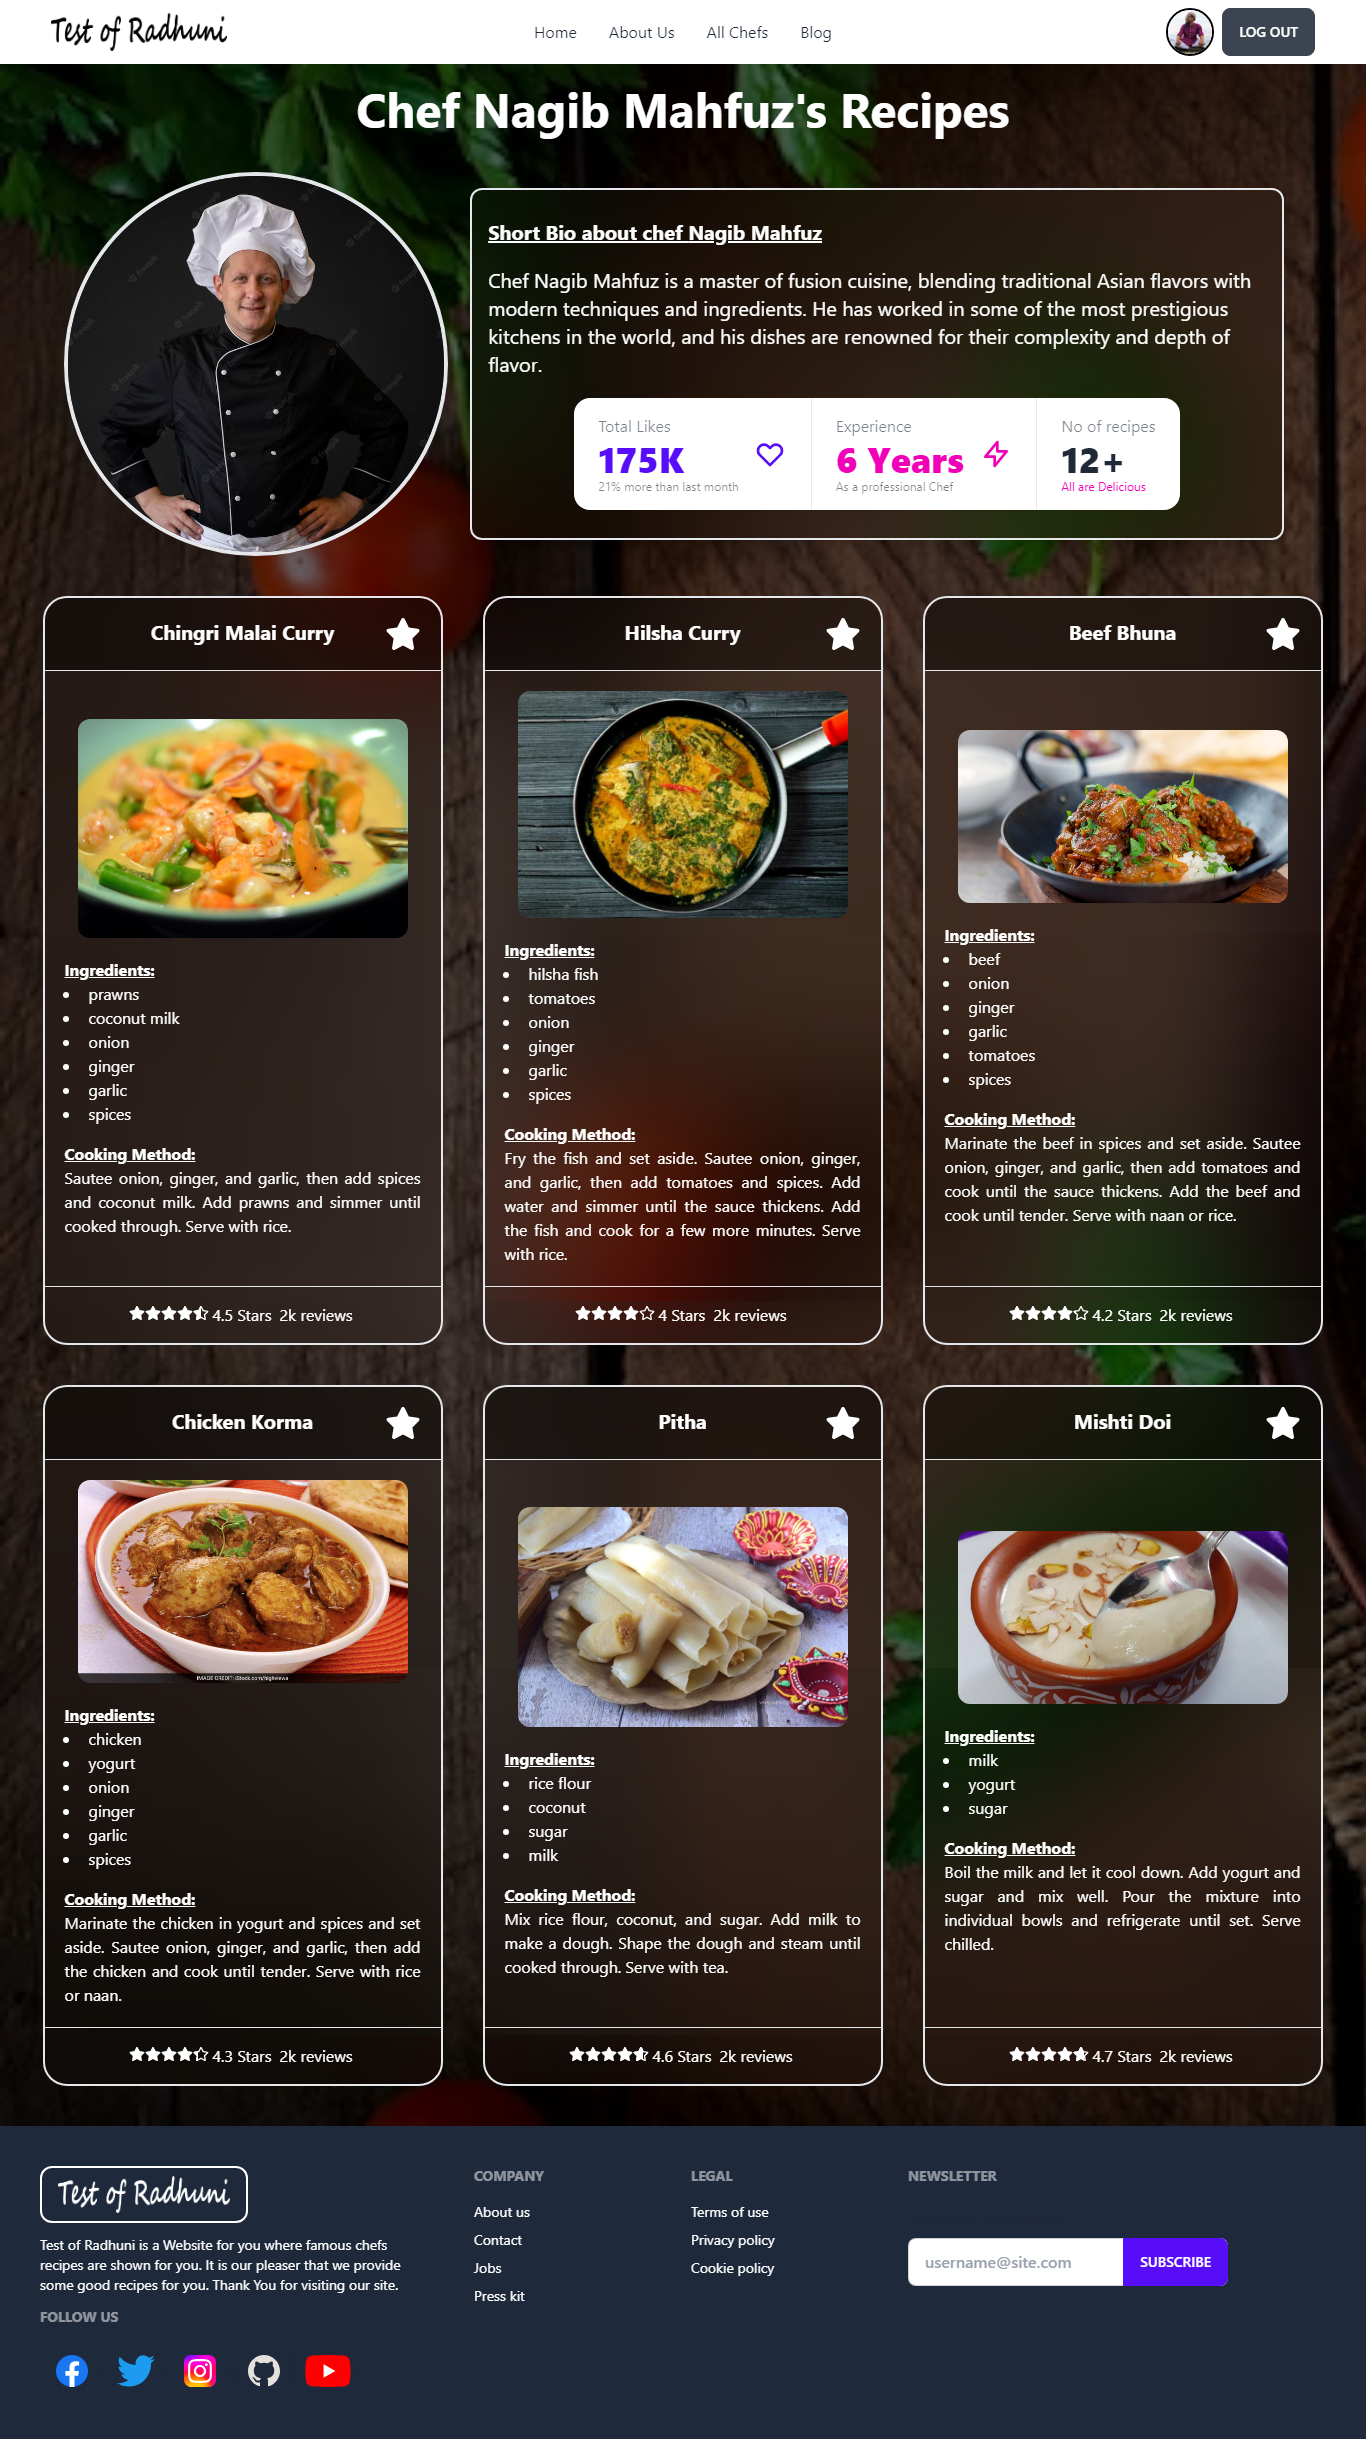 Test of Radhuni
Home
About Us
All Chefs
Blog
LOG OUT
Chef Nagib Mahfuz's Recipes
Short Bio about chef Nagib Mahfuz
Chef Nagib Mahfuz is a master of fusion cuisine, blending traditional Asian flavors with
modern techniques and ingredients. He has worked in some of the most prestigious
kitchens in the world, and his dishes are renowned for their complexity and depth of
flavor.
Total Likes
175K
21% more than last month
Experience
6 Years
As a professional Chef
No of recipes
12+
All are Delicious
Chingri Malai Curry
Ingredients:
prawns
coconut milk
onion
ginger
garlic
spices
Cooking Method:
Sautee onion, ginger, and garlic, then add spices
and coconut milk. Add prawns and simmer until
cooked through. Serve with rice.
4.5 Stars 2k reviews
Hilsha Curry
Ingredients:
hilsha fish
tomatoes
onion
ginger
garlic
spices
Cooking Method:
Fry the fish and set aside. Sautee onion, ginger,
and garlic, then add tomatoes and spices. Add
water and simmer until the sauce thickens. Add
the fish and cook for a few more minutes. Serve
with rice.
4 Stars 2k reviews
Beef Bhuna
Ingredients:
beef
onion
ginger
garlic
tomatoes
spices
Cooking Method:
Marinate the beef in spices and set aside. Sautee
onion, ginger, and garlic, then add tomatoes and
cook until the sauce thickens. Add the beef and
cook until tender. Serve with naan or rice.
4.2 Stars 2k reviews
Chicken Korma
IMAGE CREDIT: iStock.com/highviews
Ingredients:
chicken
yogurt
onion
ginger
garlic
spices
Cooking Method:
Marinate the chicken in yogurt and spices and set
aside. Sautee onion, ginger, and garlic, then add
the chicken and cook until tender. Serve with rice
or naan.
4.3 Stars 2k reviews
Pitha
Ingredients:
rice flour
coconut
sugar
milk
Cooking Method:
Mix rice flour, coconut, and sugar. Add milk to
make a dough. Shape the dough and steam until
cooked through. Serve with tea.
4.6 Stars 2k reviews
Mishti Doi
Ingredients:
milk
yogurt
sugar
Cooking Method:
Boil the milk and let it cool down. Add yogurt and
sugar and mix well. Pour the mixture into
individual bowls and refrigerate until set. Serve
chilled.
4.7 Stars 2k reviews
Test of Radhuni
Test of Radhuni is a Website for you where famous chefs
recipes are shown for you. It is our pleaser that we provide
some good recipes for you. Thank You for visiting our site.
FOLLOW US
COMPANY
About us
Contact
Jobs
Press kit
LEGAL
Terms of use
Privacy policy
Cookie policy
NEWSLETTER
username@site.com
SUBSCRIBE